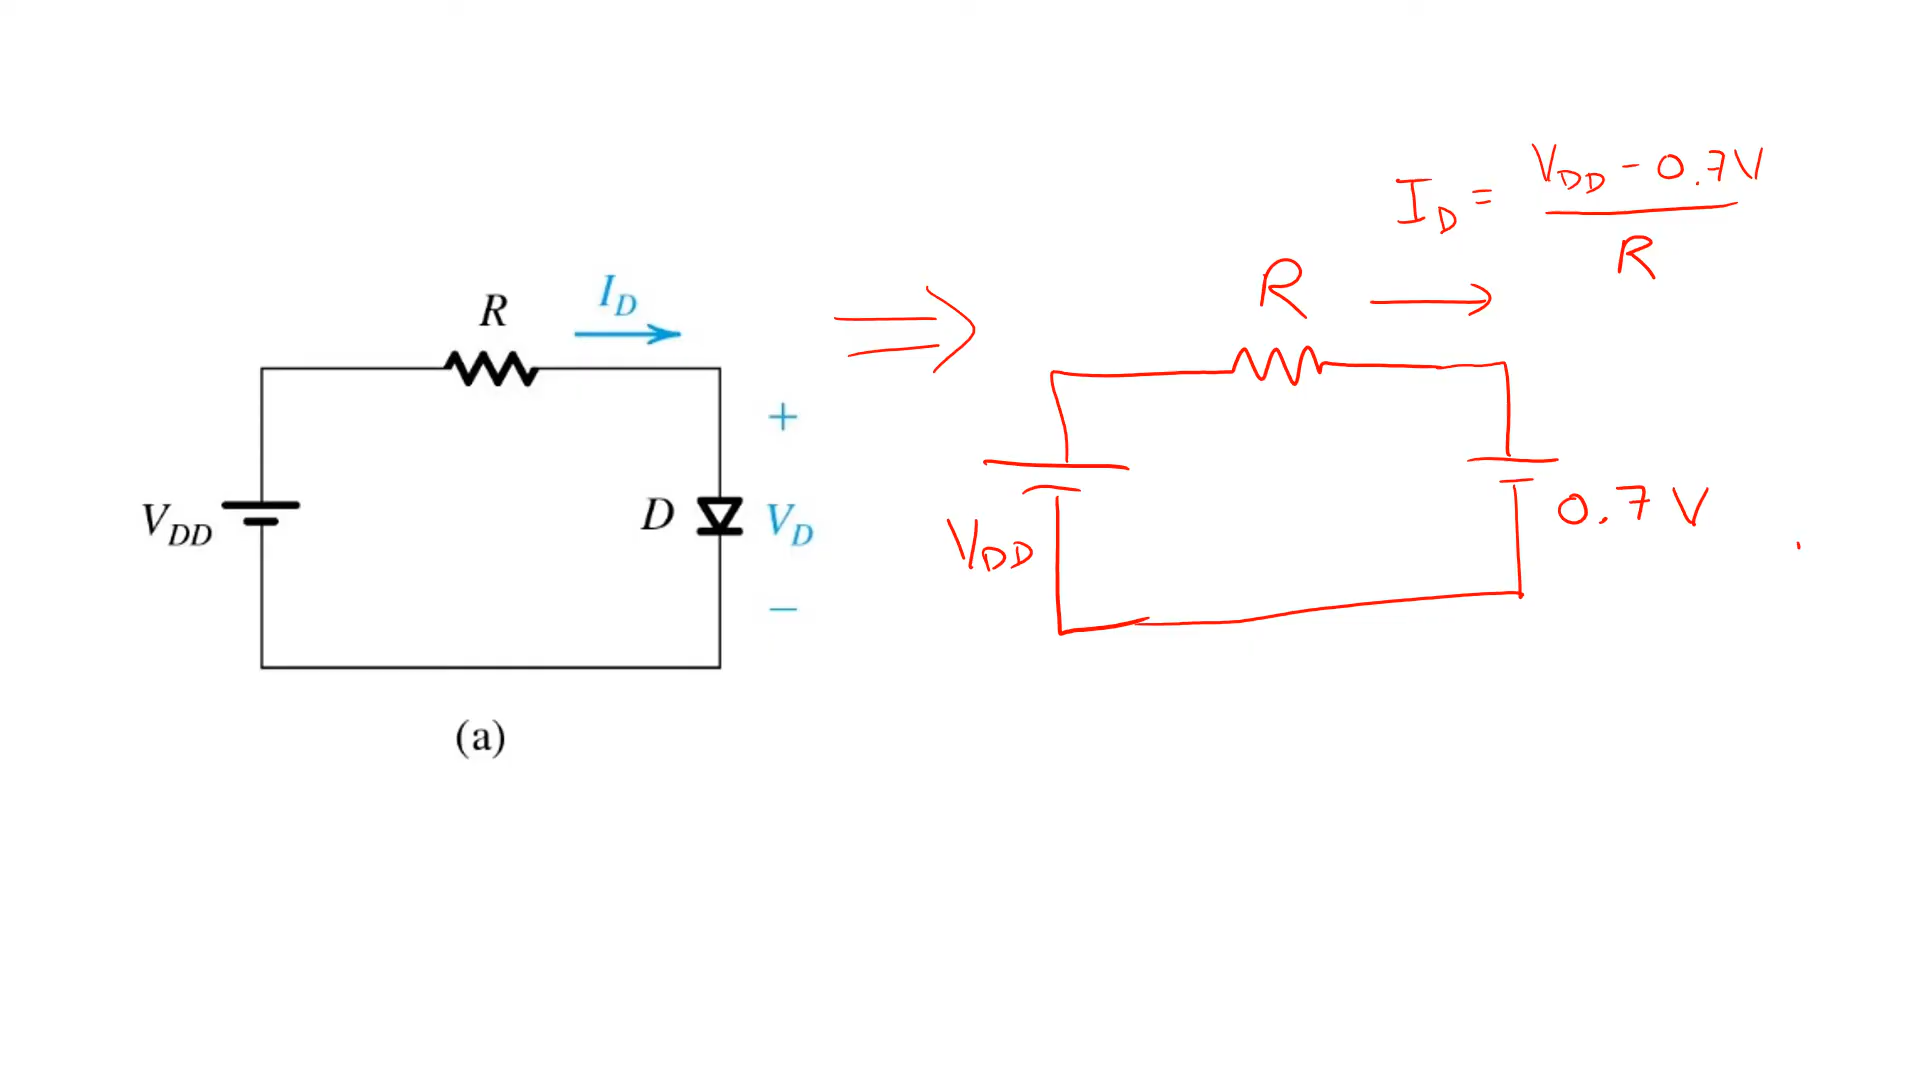 I_D = V_DD - 0.7V
R
R
I_D
R
+
V_DD
D
V_D
0.7 V
V_DD
−
(a)